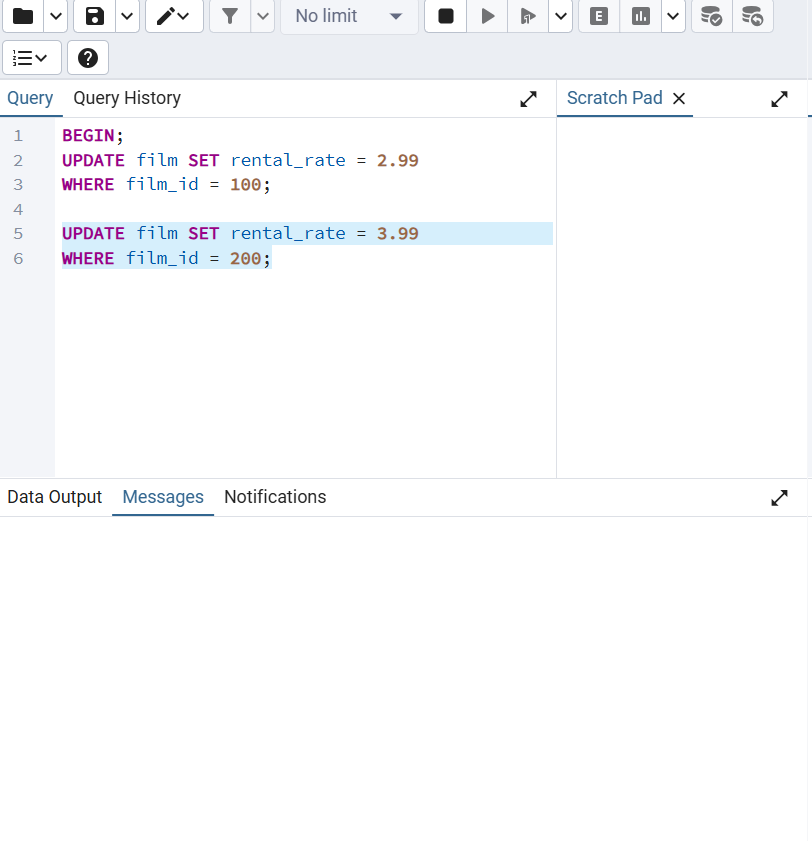 No limit
E
Query Query History Scratch Pad
1 BEGIN;
2 UPDATE film SET rental_rate = 2.99
3 WHERE film_id = 100;
4
5 UPDATE film SET rental_rate = 3.99
6 WHERE film_id = 200;
Data Output Messages Notifications